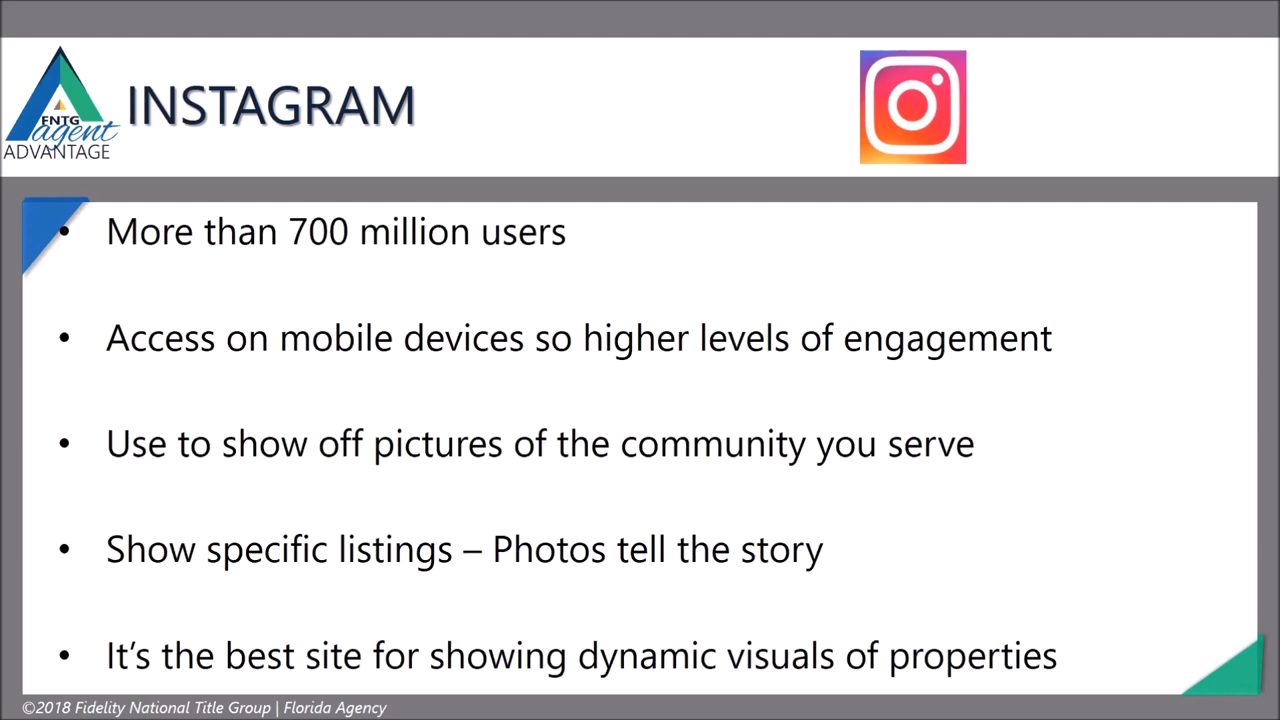 FNTG
agent
ADVANTAGE
INSTAGRAM
• More than 700 million users
• Access on mobile devices so higher levels of engagement
• Use to show off pictures of the community you serve
• Show specific listings – Photos tell the story
• It’s the best site for showing dynamic visuals of properties
©2018 Fidelity National Title Group | Florida Agency